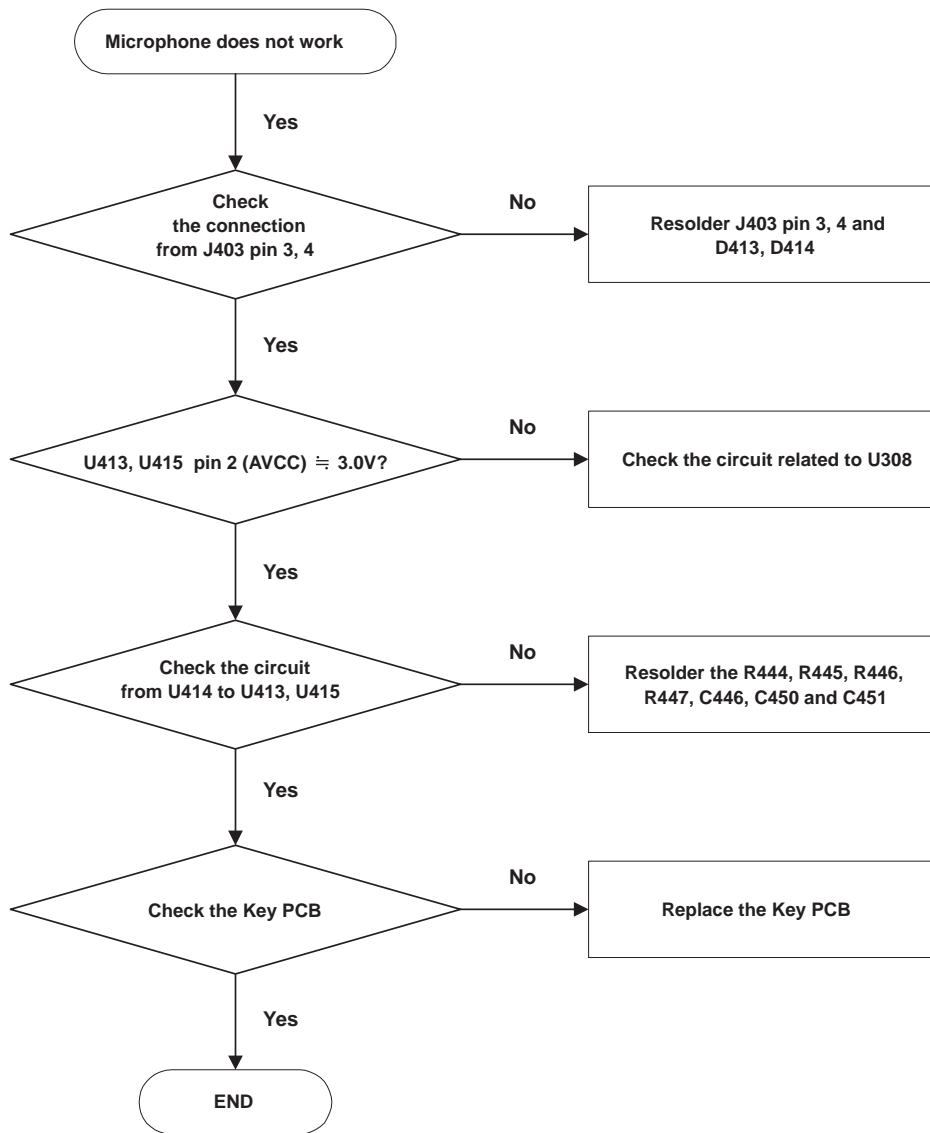 Microphone does not work
Yes
Check
the connection
from J403 pin 3, 4
No
Resolder J403 pin 3, 4 and
D413, D414
Yes
U413, U415 pin 2 (AVCC) ≒ 3.0V?
No
Check the circuit related to U308
Yes
Check the circuit
from U414 to U413, U415
No
Resolder the R444, R445, R446,
R447, C446, C450 and C451
Yes
Check the Key PCB
No
Replace the Key PCB
Yes
END